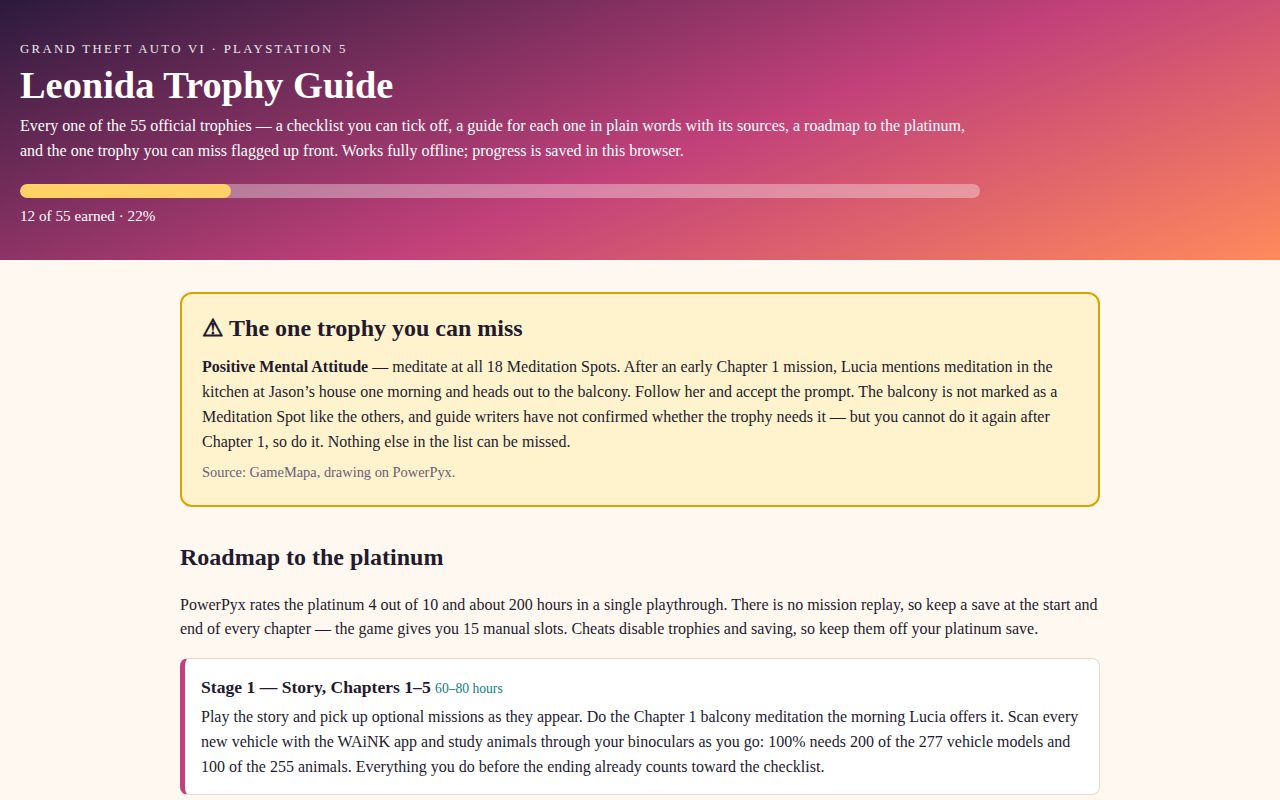 GRAND THEFT AUTO VI · PLAYSTATION 5
Leonida Trophy Guide
Every one of the 55 official trophies — a checklist you can tick off, a guide for each one in plain words with its sources, a roadmap to the platinum,
and the one trophy you can miss flagged up front. Works fully offline; progress is saved in this browser.
12 of 55 earned · 22%
⚠ The one trophy you can miss
Positive Mental Attitude — meditate at all 18 Meditation Spots. After an early Chapter 1 mission, Lucia mentions meditation in the
kitchen at Jason’s house one morning and heads out to the balcony. Follow her and accept the prompt. The balcony is not marked as a
Meditation Spot like the others, and guide writers have not confirmed whether the trophy needs it — but you cannot do it again after
Chapter 1, so do it. Nothing else in the list can be missed.
Source: GameMapa, drawing on PowerPyx.
Roadmap to the platinum
PowerPyx rates the platinum 4 out of 10 and about 200 hours in a single playthrough. There is no mission replay, so keep a save at the start and
end of every chapter — the game gives you 15 manual slots. Cheats disable trophies and saving, so keep them off your platinum save.
Stage 1 — Story, Chapters 1–5 60–80 hours
Play the story and pick up optional missions as they appear. Do the Chapter 1 balcony meditation the morning Lucia offers it. Scan every
new vehicle with the WAiNK app and study animals through your binoculars as you go: 100% needs 200 of the 277 vehicle models and
100 of the 255 animals. Everything you do before the ending already counts toward the checklist.